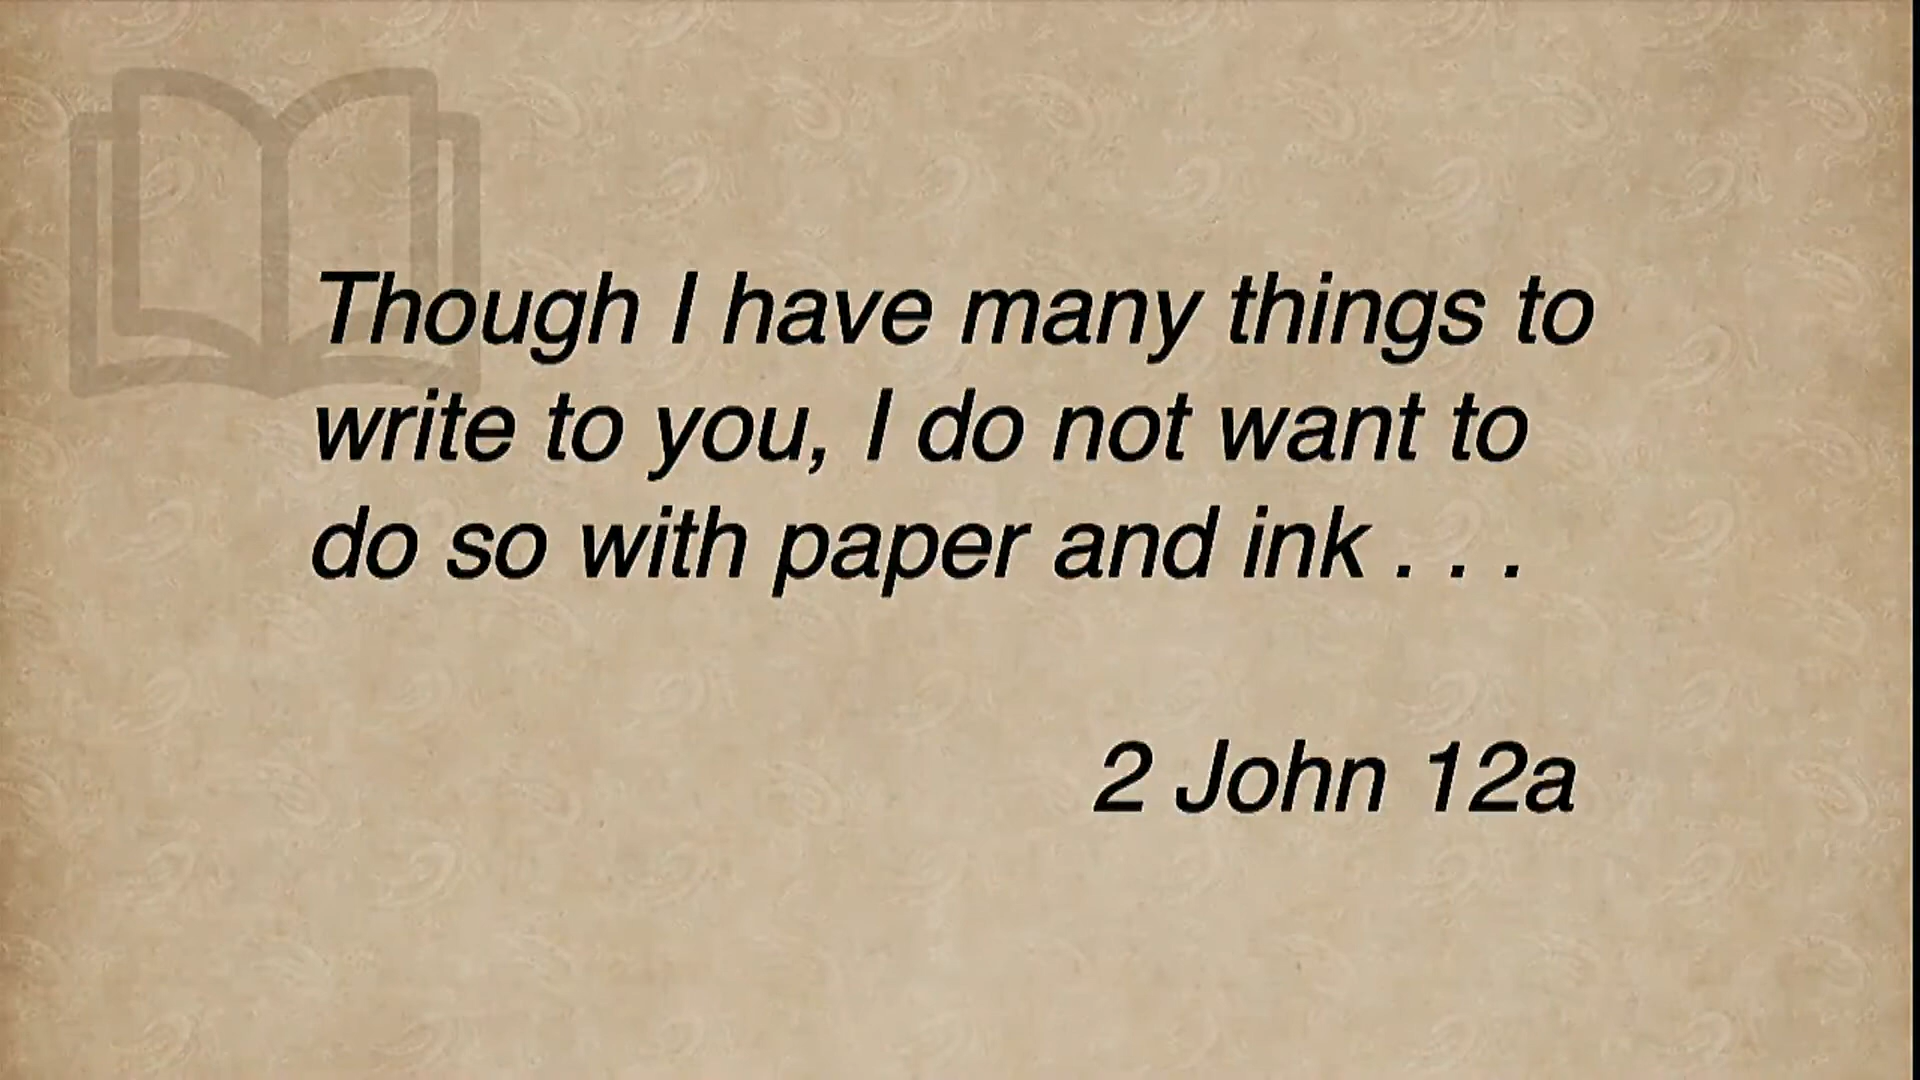 Though I have many things to
write to you, I do not want to
do so with paper and ink . . .
2 John 12a